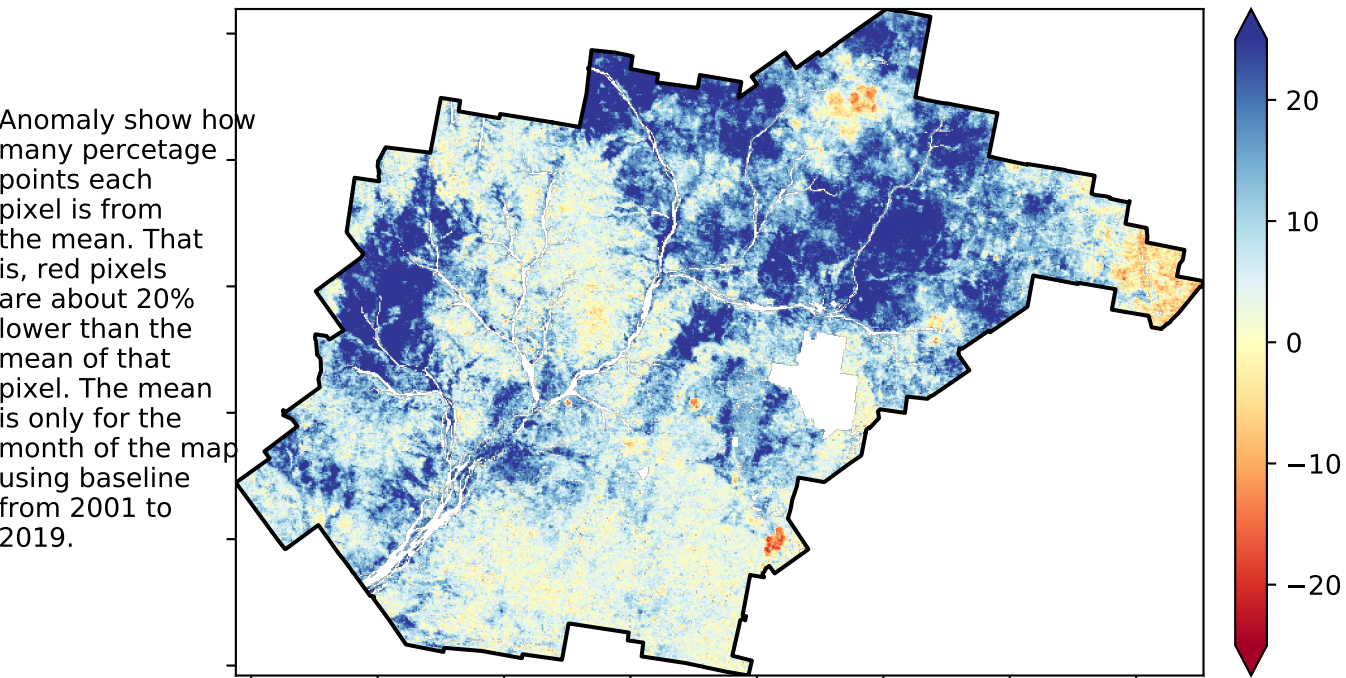 Anomaly show how
many percetage
points each
pixel is from
the mean. That
is, red pixels
are about 20%
lower than the
mean of that
pixel. The mean
is only for the
month of the map
using baseline
from 2001 to
2019.
20
10
0
−10
−20